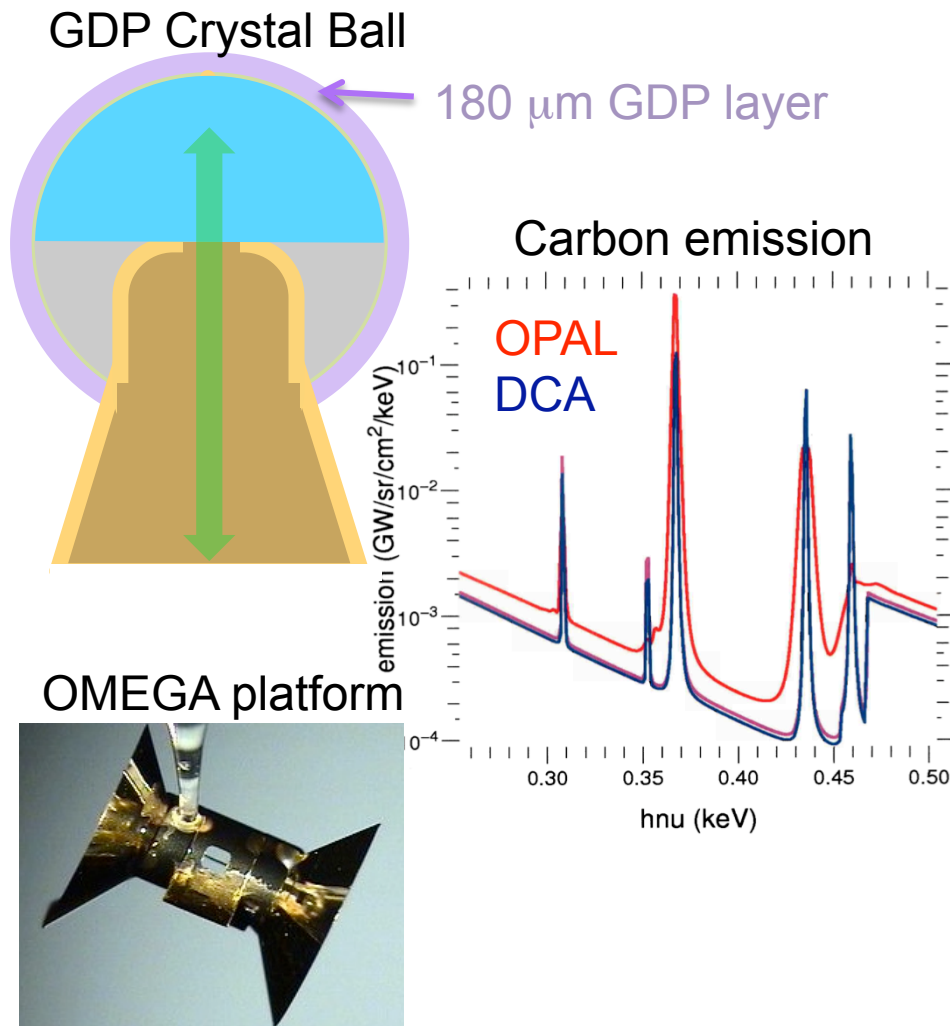 GDP Crystal Ball
180 μm GDP layer
Carbon emission
OPAL
DCA
emission (GW/sr/cm²/keV)
10⁻¹
10⁻²
10⁻³
10⁻⁴
0.30 0.35 0.40 0.45 0.50
hnu (keV)
OMEGA platform